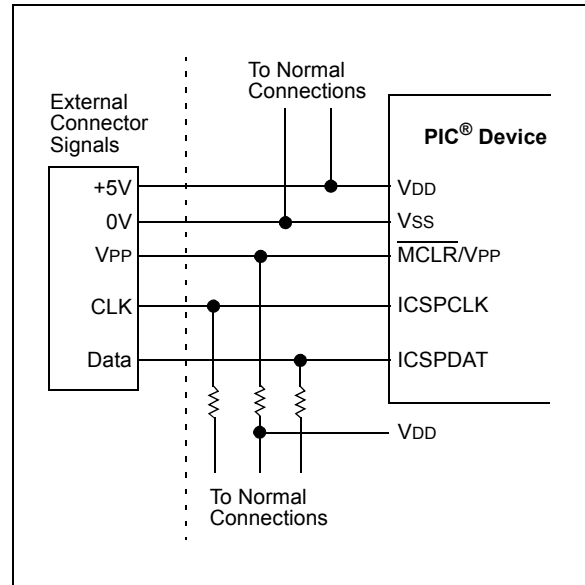 To Normal
Connections
External
Connector
Signals
PIC® Device
+5V
0V
VPP
CLK
Data
VDD
VSS
MCLR/VPP
ICSPCLK
ICSPDAT
VDD
To Normal
Connections